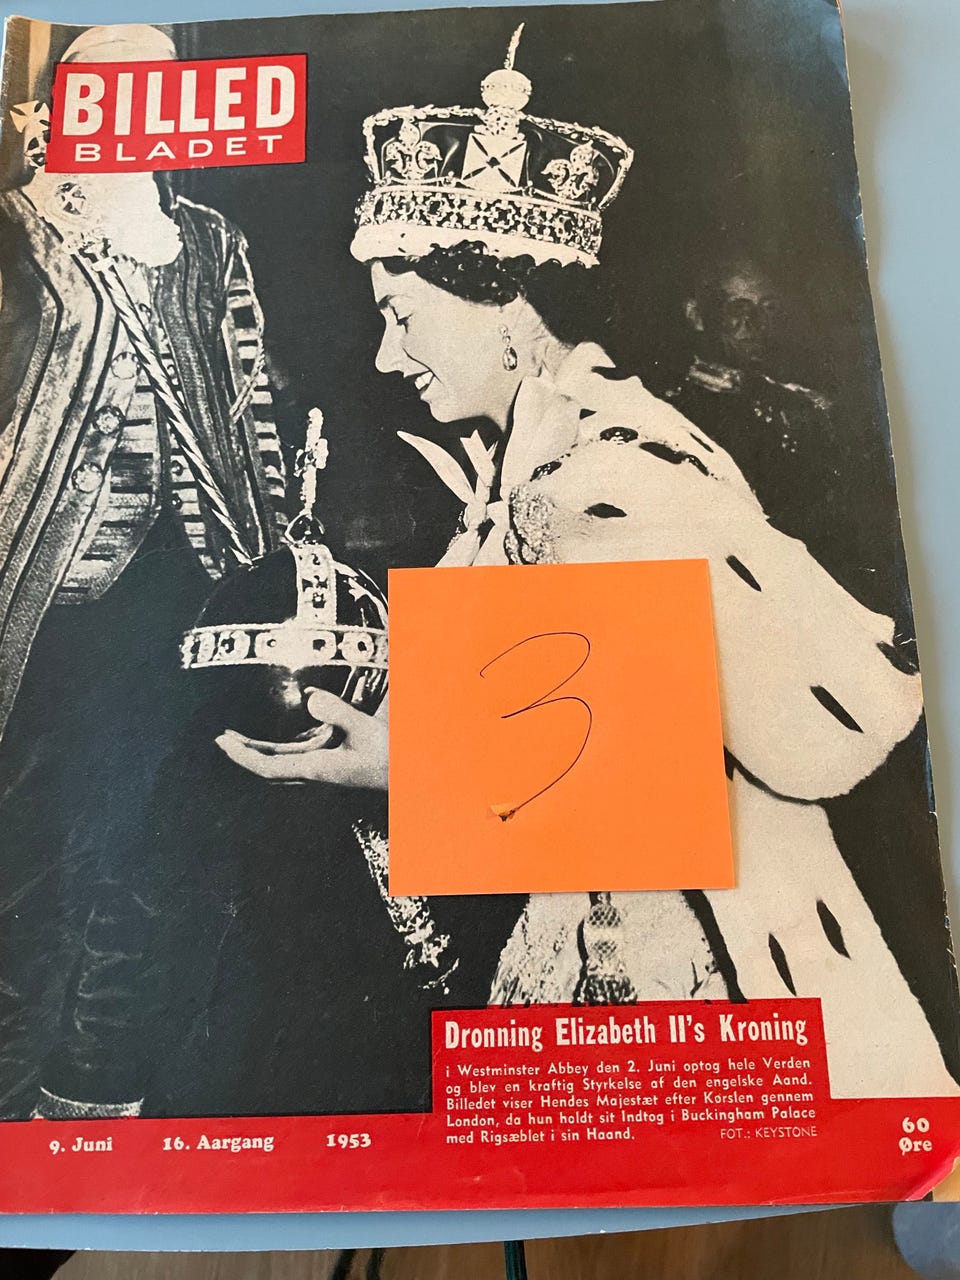 BILLED
BLADET
3
Dronning Elizabeth II's Kroning
i Westminster Abbey den 2. Juni optog hele Verden
og blev en kraftig Styrkelse af den engelske Aand.
Billedet viser Hendes Majestæt efter Kørslen gennem
London, da hun holdt sit Indtog i Buckingham Palace
med Rigsæblet i sin Haand. FOT.: KEYSTONE
9. Juni 16. Aargang 1953
60
Øre